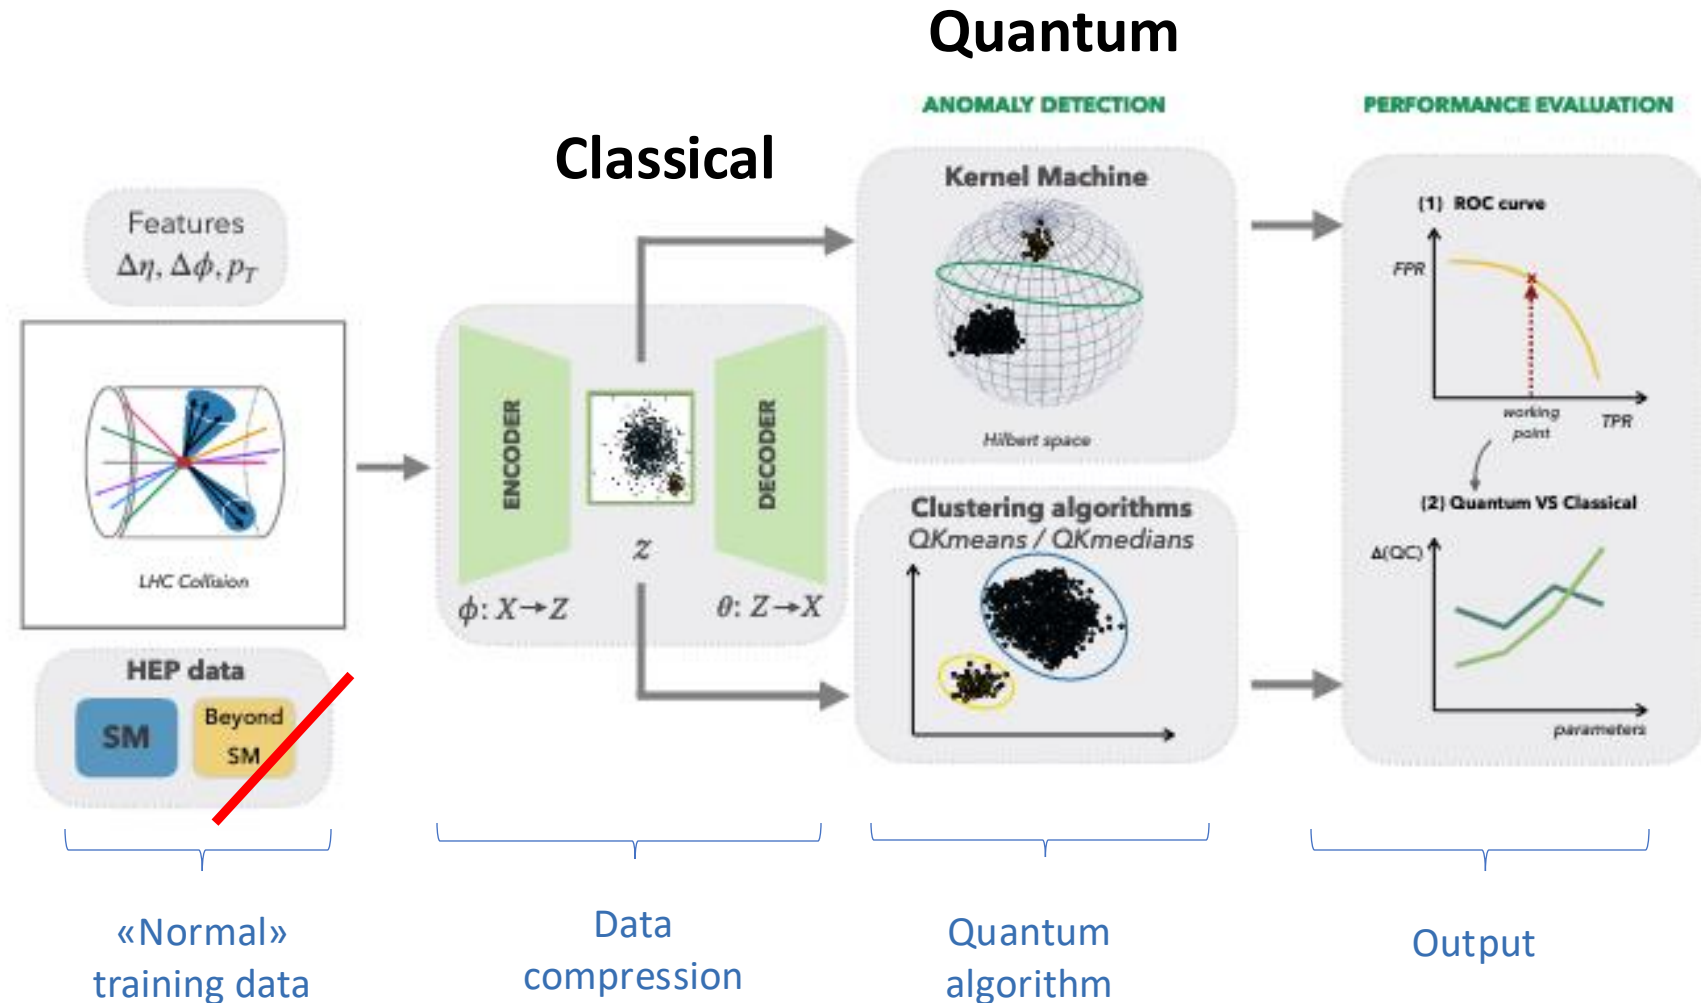 Quantum
Classical
Features
Δη, Δϕ, p_T
LHC Collision
HEP data
SM
Beyond
SM
ENCODER
z
DECODER
ϕ: X→Z
θ: Z→X
ANOMALY DETECTION
Kernel Machine
Hilbert space
Clustering algorithms
QKmeans / QKmedians
PERFORMANCE EVALUATION
(1) ROC curve
FPR
x
working
point
TPR
(2) Quantum VS Classical
Δ(QC)
parameters
«Normal»
training data
Data
compression
Quantum
algorithm
Output